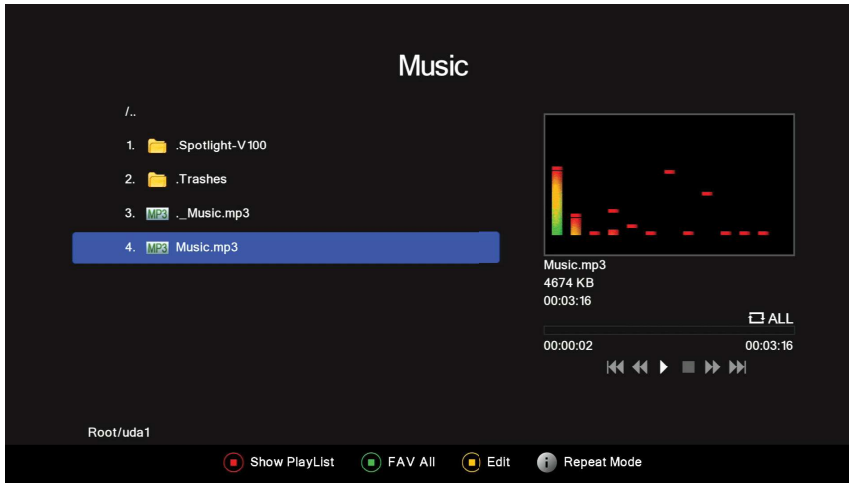 Music
/..
1. .Spotlight-V100
2. .Trashes
3. MP3 ._Music.mp3
4. MP3 Music.mp3
Music.mp3
4674 KB
00:03:16
ALL
00:00:02 00:03:16
Root/uda1
Show PlayList FAV All Edit i Repeat Mode